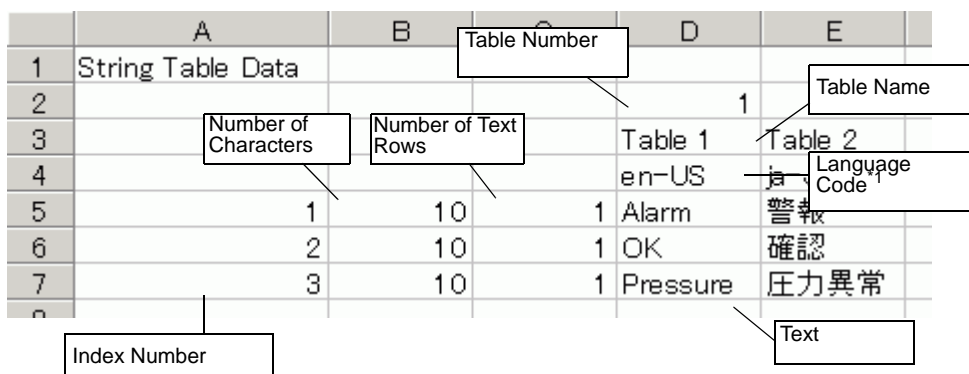 A B D E
Table Number
1 String Table Data
2 1
Table Name
Number of Characters
Number of Text Rows
3 Table 1 Table 2
4 en-US
Language Code*1
5 1 10 1 Alarm 警報
6 2 10 1 OK 確認
7 3 10 1 Pressure 圧力異常
Index Number
Text